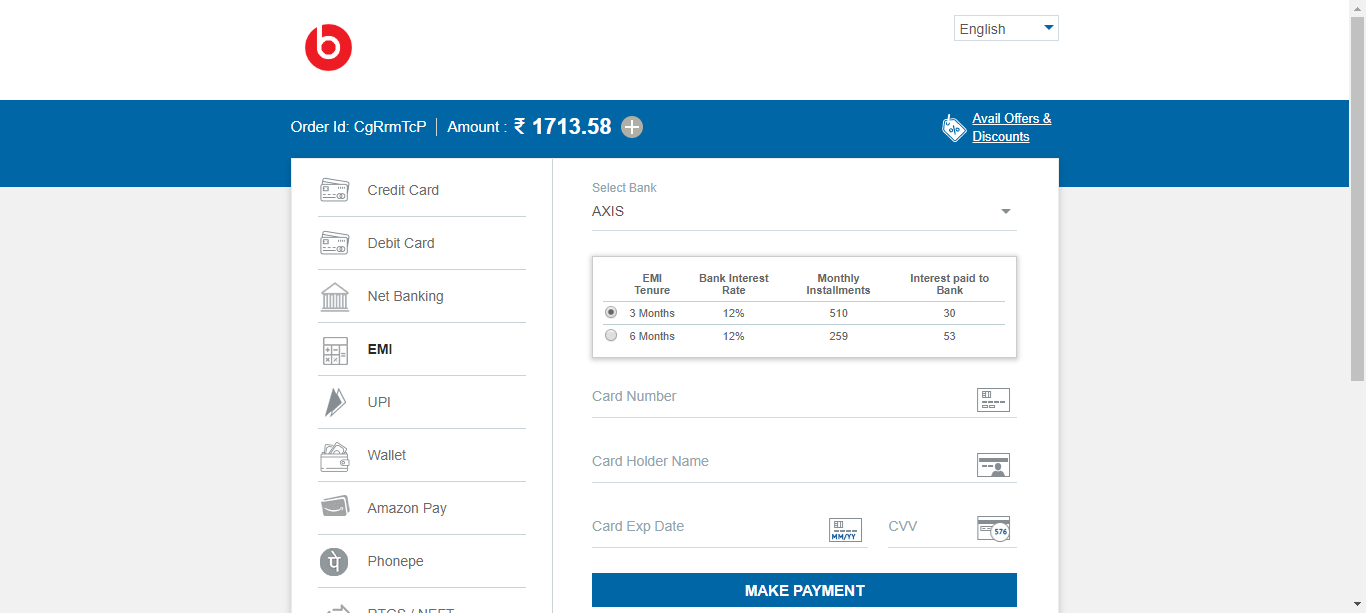 b
English
Order Id: CgRrmTcP | Amount : ₹ 1713.58
Avail Offers &
Discounts
Credit Card
Debit Card
Net Banking
EMI
UPI
Wallet
Amazon Pay
पे Phonepe
RTGS / NEFT
Select Bank
AXIS
EMI Tenure Bank Interest Rate Monthly Installments Interest paid to Bank
3 Months 12% 510 30
6 Months 12% 259 53
Card Number
Card Holder Name
Card Exp Date MM/YY CVV 576
MAKE PAYMENT